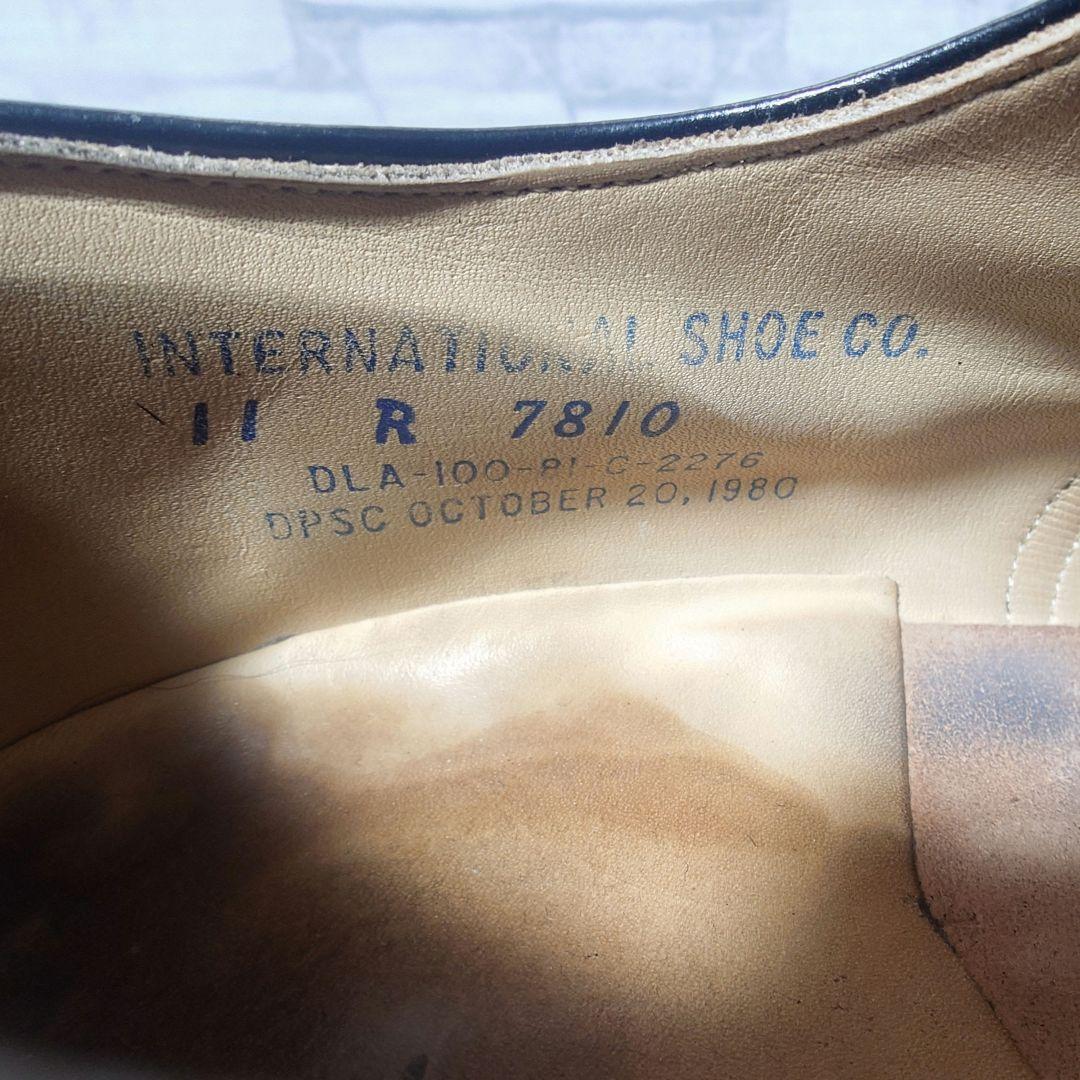 INTERNATIONAL SHOE CO.
11 R 7810
DLA-100-81-C-2276
DPSC OCTOBER 20, 1980